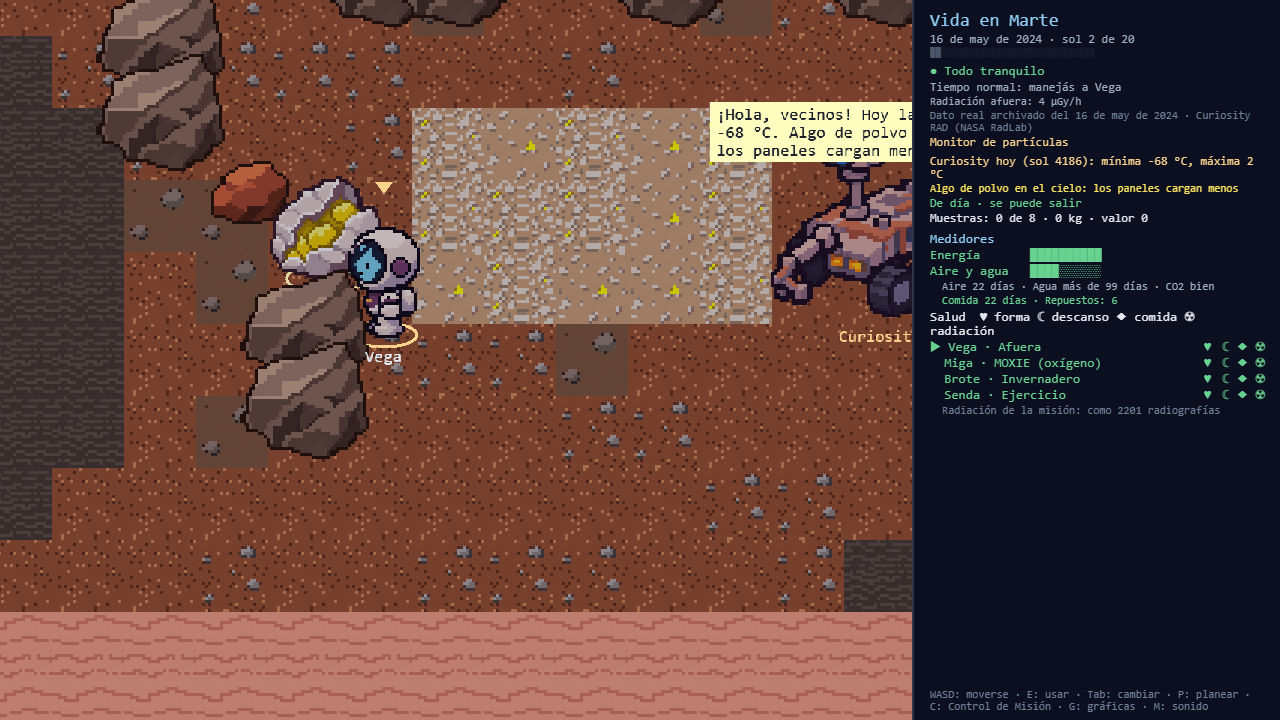 ¡Hola, vecinos! Hoy la
-68 °C. Algo de polvo
los paneles cargan men
Vega
Curiosit
Vida en Marte
16 de may de 2024 · sol 2 de 20
● Todo tranquilo
Tiempo normal: manejás a Vega
Radiación afuera: 4 µGy/h
Dato real archivado del 16 de may de 2024 · Curiosity
RAD (NASA RadLab)
Monitor de partículas
Curiosity hoy (sol 4186): mínima -68 °C, máxima 2
°C
Algo de polvo en el cielo: los paneles cargan menos
De día · se puede salir
Muestras: 0 de 8 · 0 kg · valor 0
Medidores
Energía
Aire y agua
Aire 22 días · Agua más de 99 días · CO2 bien
Comida 22 días · Repuestos: 6
Salud ♥ forma ☾ descanso ◆ comida ☢
radiación
▶ Vega · Afuera ♥ ☾ ◆ ☢
Miga · MOXIE (oxígeno) ♥ ☾ ◆ ☢
Brote · Invernadero ♥ ☾ ◆ ☢
Senda · Ejercicio ♥ ☾ ◆ ☢
Radiación de la misión: como 2201 radiografías
WASD: moverse · E: usar · Tab: cambiar · P: planear ·
C: Control de Misión · G: gráficas · M: sonido